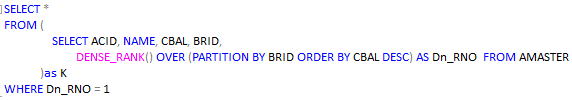 SELECT *
FROM (
SELECT ACID, NAME, CBAL, BRID,
DENSE_RANK() OVER (PARTITION BY BRID ORDER BY CBAL DESC) AS Dn_RNO FROM AMASTER
)as K
WHERE Dn_RNO = 1